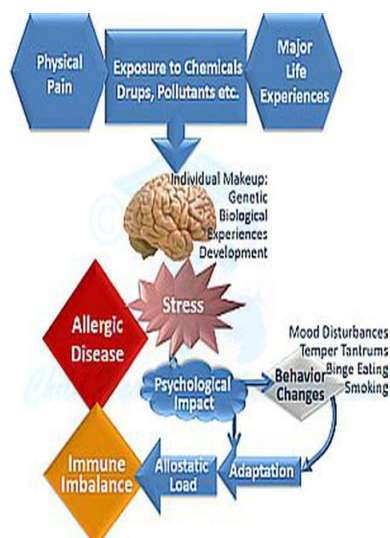 Physical
Pain
Exposure to Chemicals
Drups, Pollutants etc.
Major
Life
Experiences
Individual Makeup:
Genetic
Biological
Experiences
Development
Stress
Allergic
Disease
Mood Disturbances
Temper Tantrums
Binge Eating
Smoking
Psychological
Impact
Behavior
Changes
Immune
Imbalance
Allostatic
Load
Adaptation